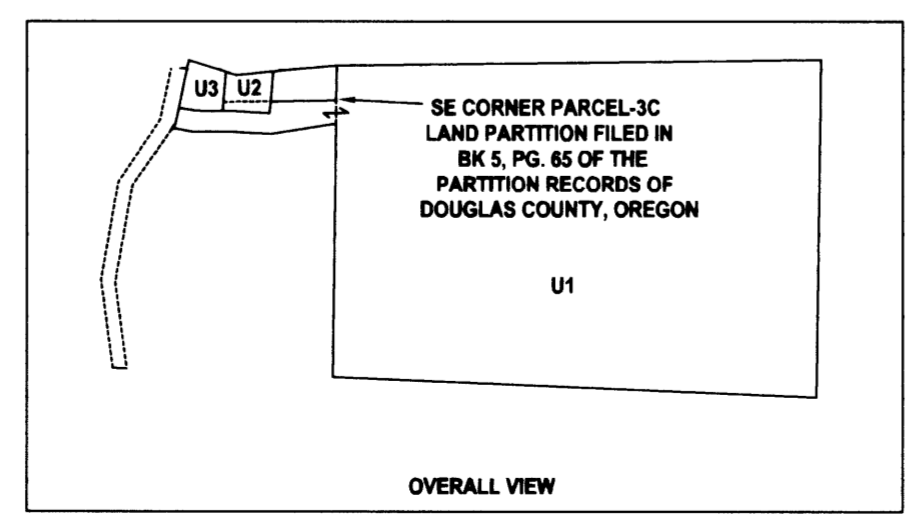 U3 U2
SE CORNER PARCEL-3C
LAND PARTITION FILED IN
BK 5, PG. 65 OF THE
PARTITION RECORDS OF
DOUGLAS COUNTY, OREGON
U1
OVERALL VIEW